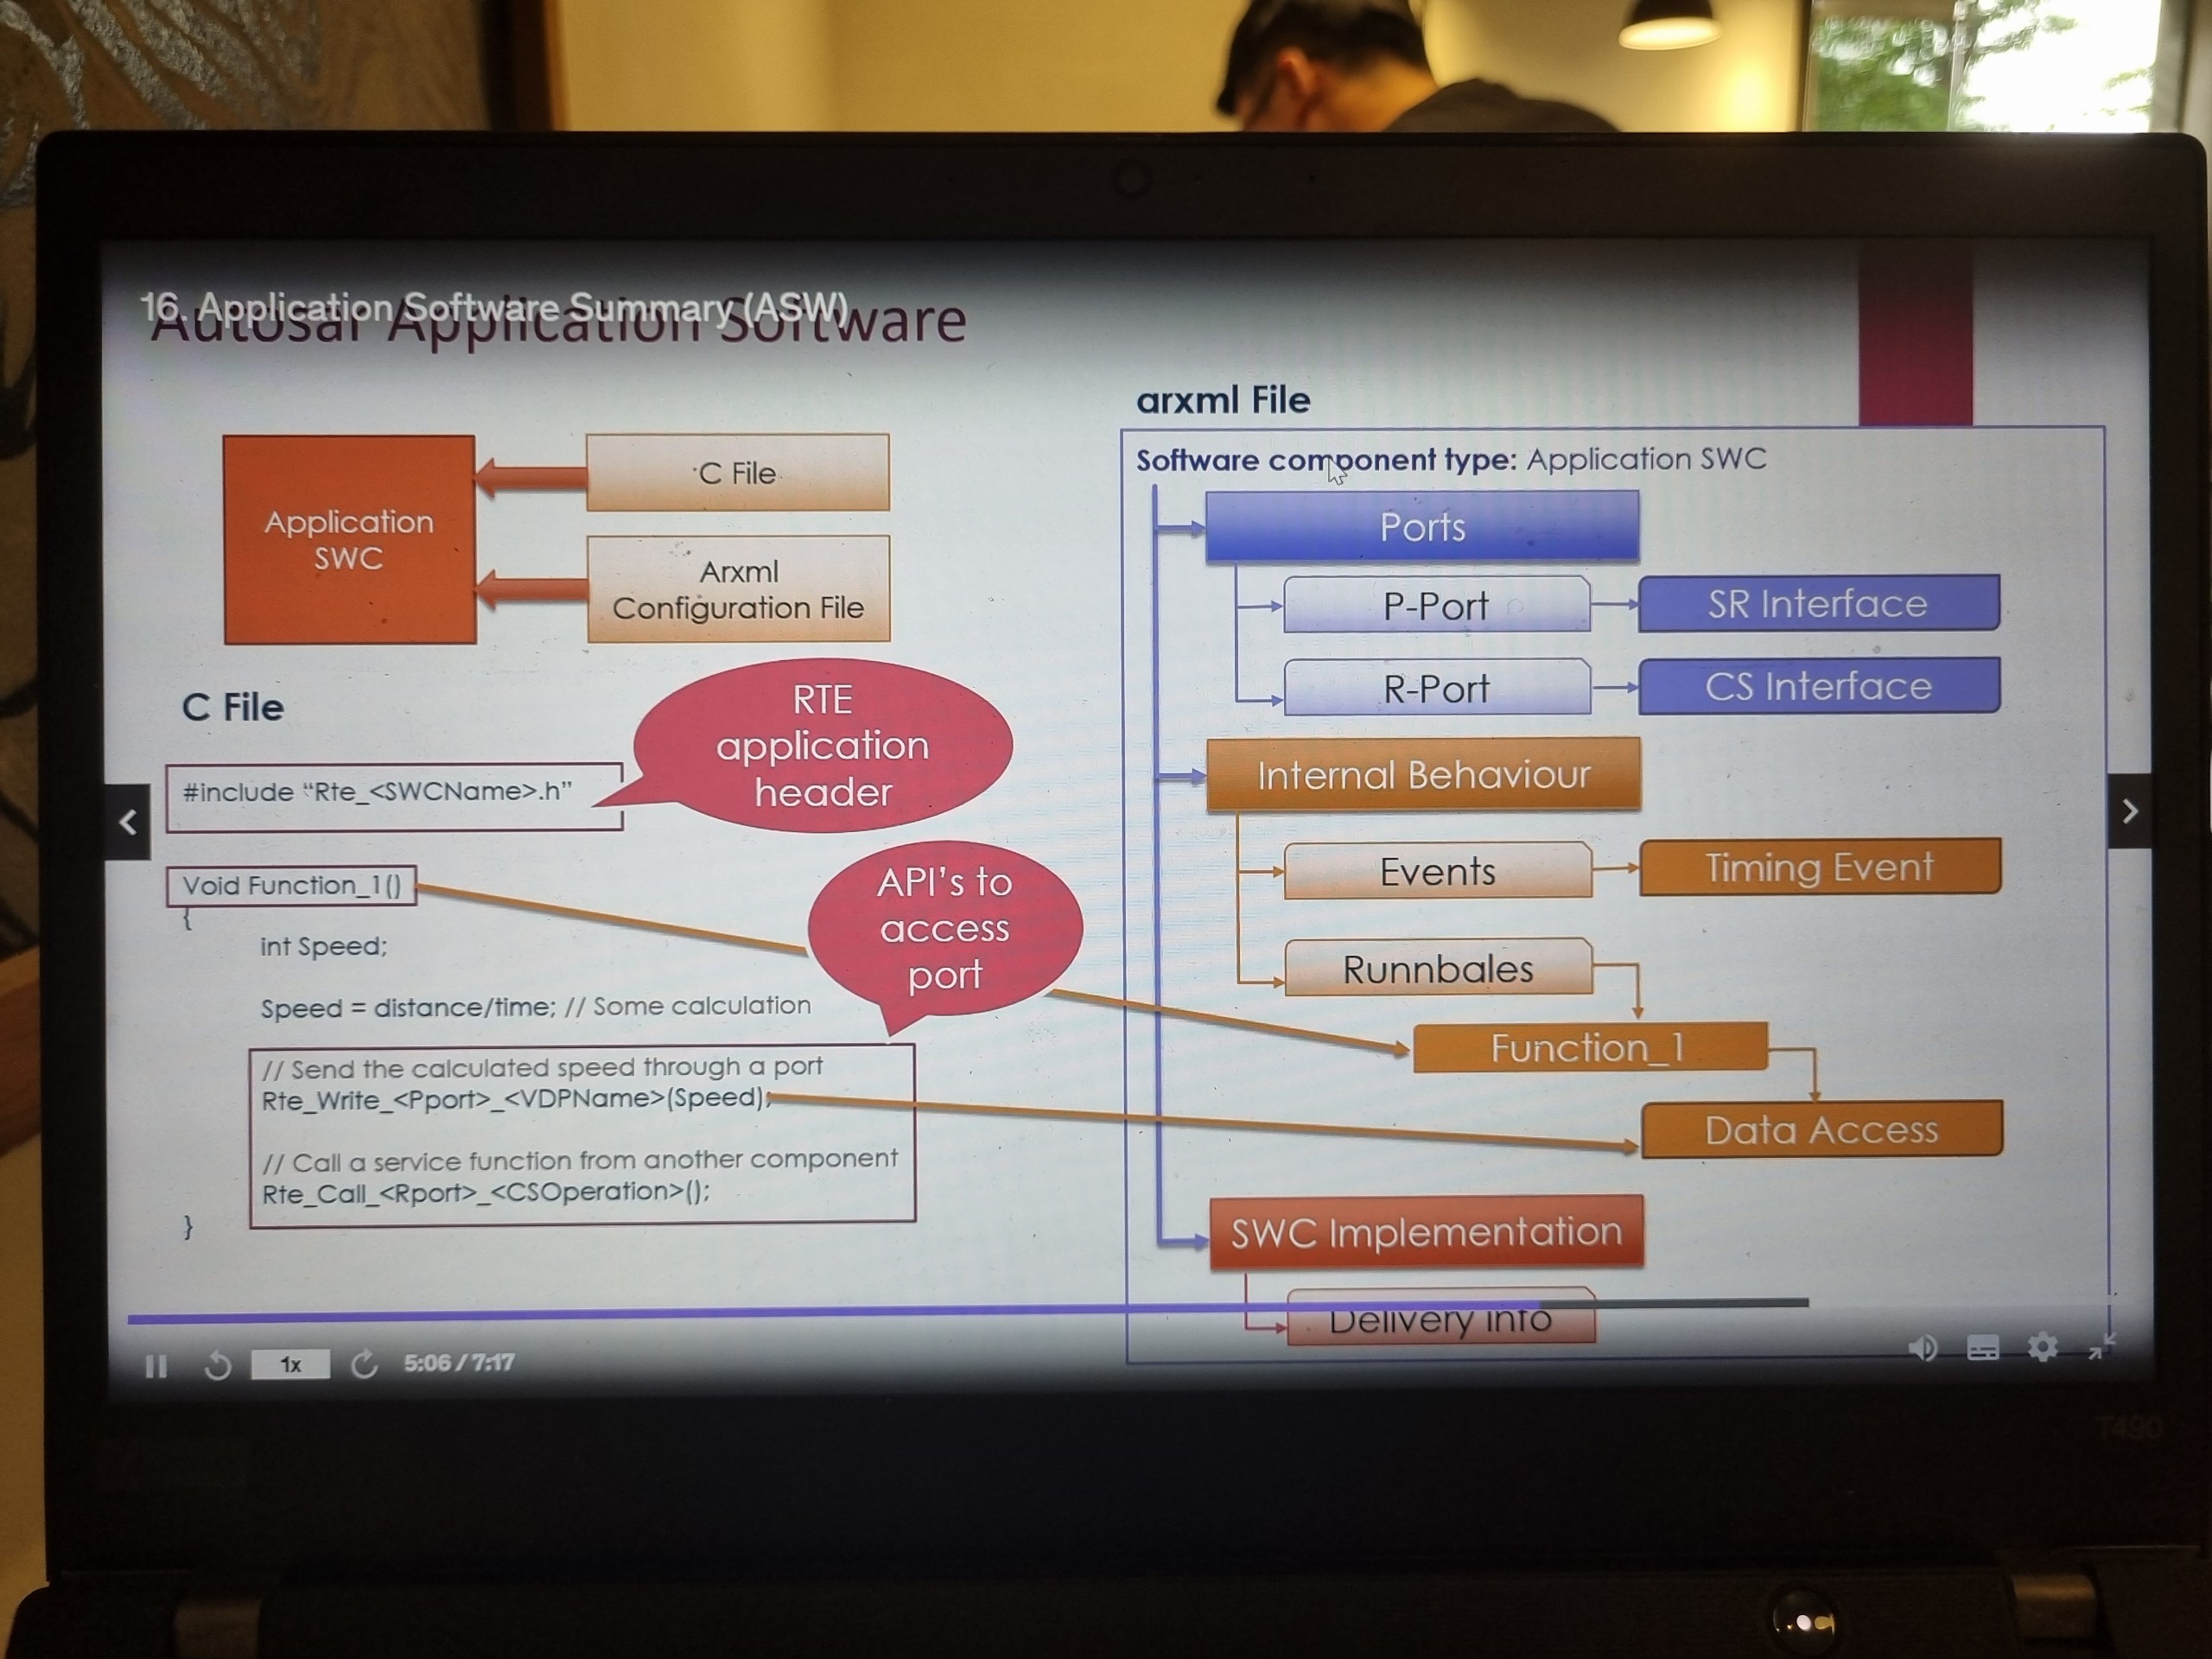 16. Application Software Summary (ASW)
Autosar Application Software
Application
SWC
C File
Arxml
Configuration File
C File
RTE
application
header
#include “Rte_<SWCName>.h”
Void Function_1()
{
int Speed;
Speed = distance/time; // Some calculation
API's to
access
port
// Send the calculated speed through a port
Rte_Write_<Pport>_<VDPName>(Speed);
// Call a service function from another component
Rte_Call_<Rport>_<CSOperation>();
}
arxml File
Software component type: Application SWC
Ports
P-Port
SR Interface
R-Port
CS Interface
Internal Behaviour
Events
Timing Event
Runnbales
Function_1
Data Access
SWC Implementation
Delivery info
1x
5:06 / 7:17
T490